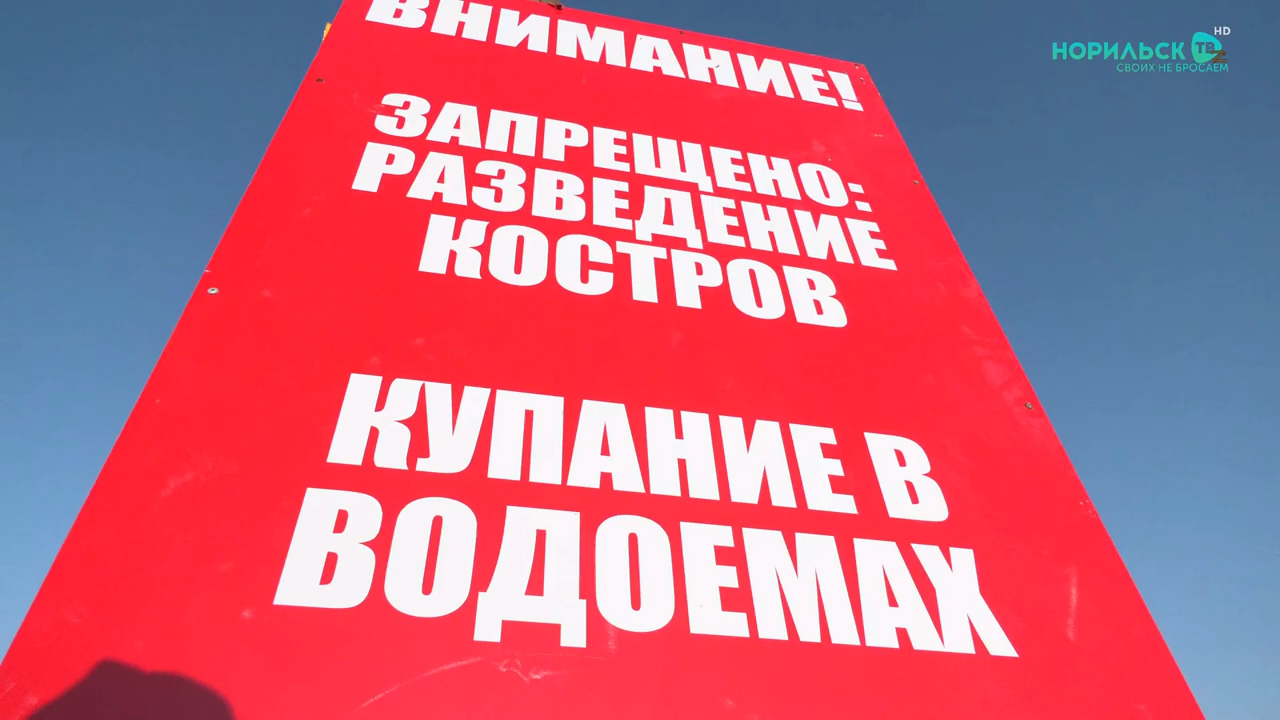 ВНИМАНИЕ!
ЗАПРЕЩЕНО:
РАЗВЕДЕНИЕ
КОСТРОВ
КУПАНИЕ В
ВОДОЕМАХ
HD
НОРИЛЬСК ТВ
СВОИХ НЕ БРОСАЕМ